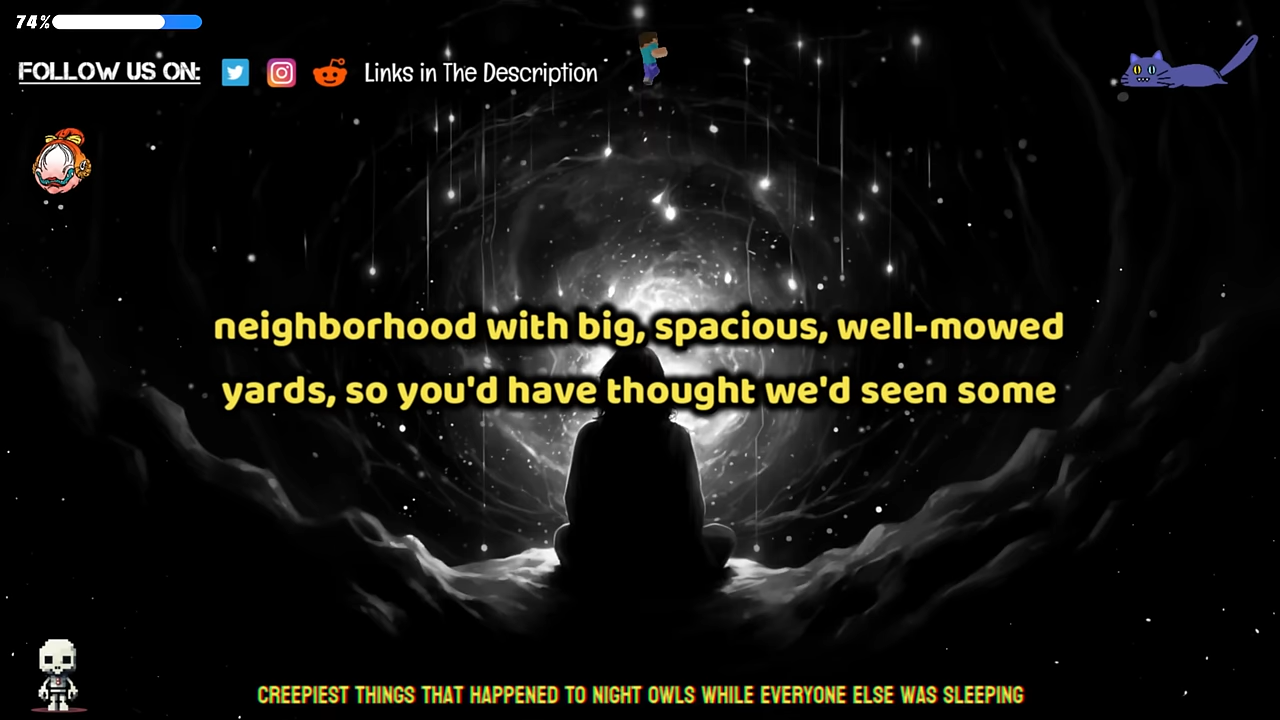 74%
FOLLOW US ON: Links in The Description
neighborhood with big, spacious, well-mowed
yards, so you'd have thought we'd seen some
CREEPIEST THINGS THAT HAPPENED TO NIGHT OWLS WHILE EVERYONE ELSE WAS SLEEPING